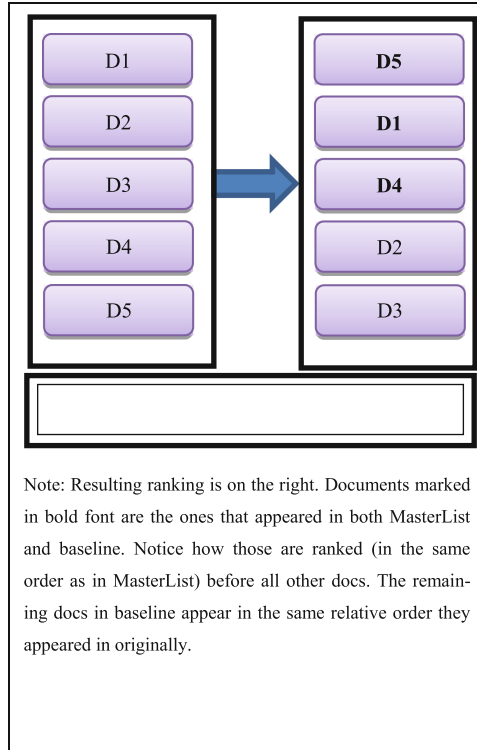 D1
D2
D3
D4
D5
D5
D1
D4
D2
D3
Note: Resulting ranking is on the right. Documents marked
in bold font are the ones that appeared in both MasterList
and baseline. Notice how those are ranked (in the same
order as in MasterList) before all other docs. The remain-
ing docs in baseline appear in the same relative order they
appeared in originally.